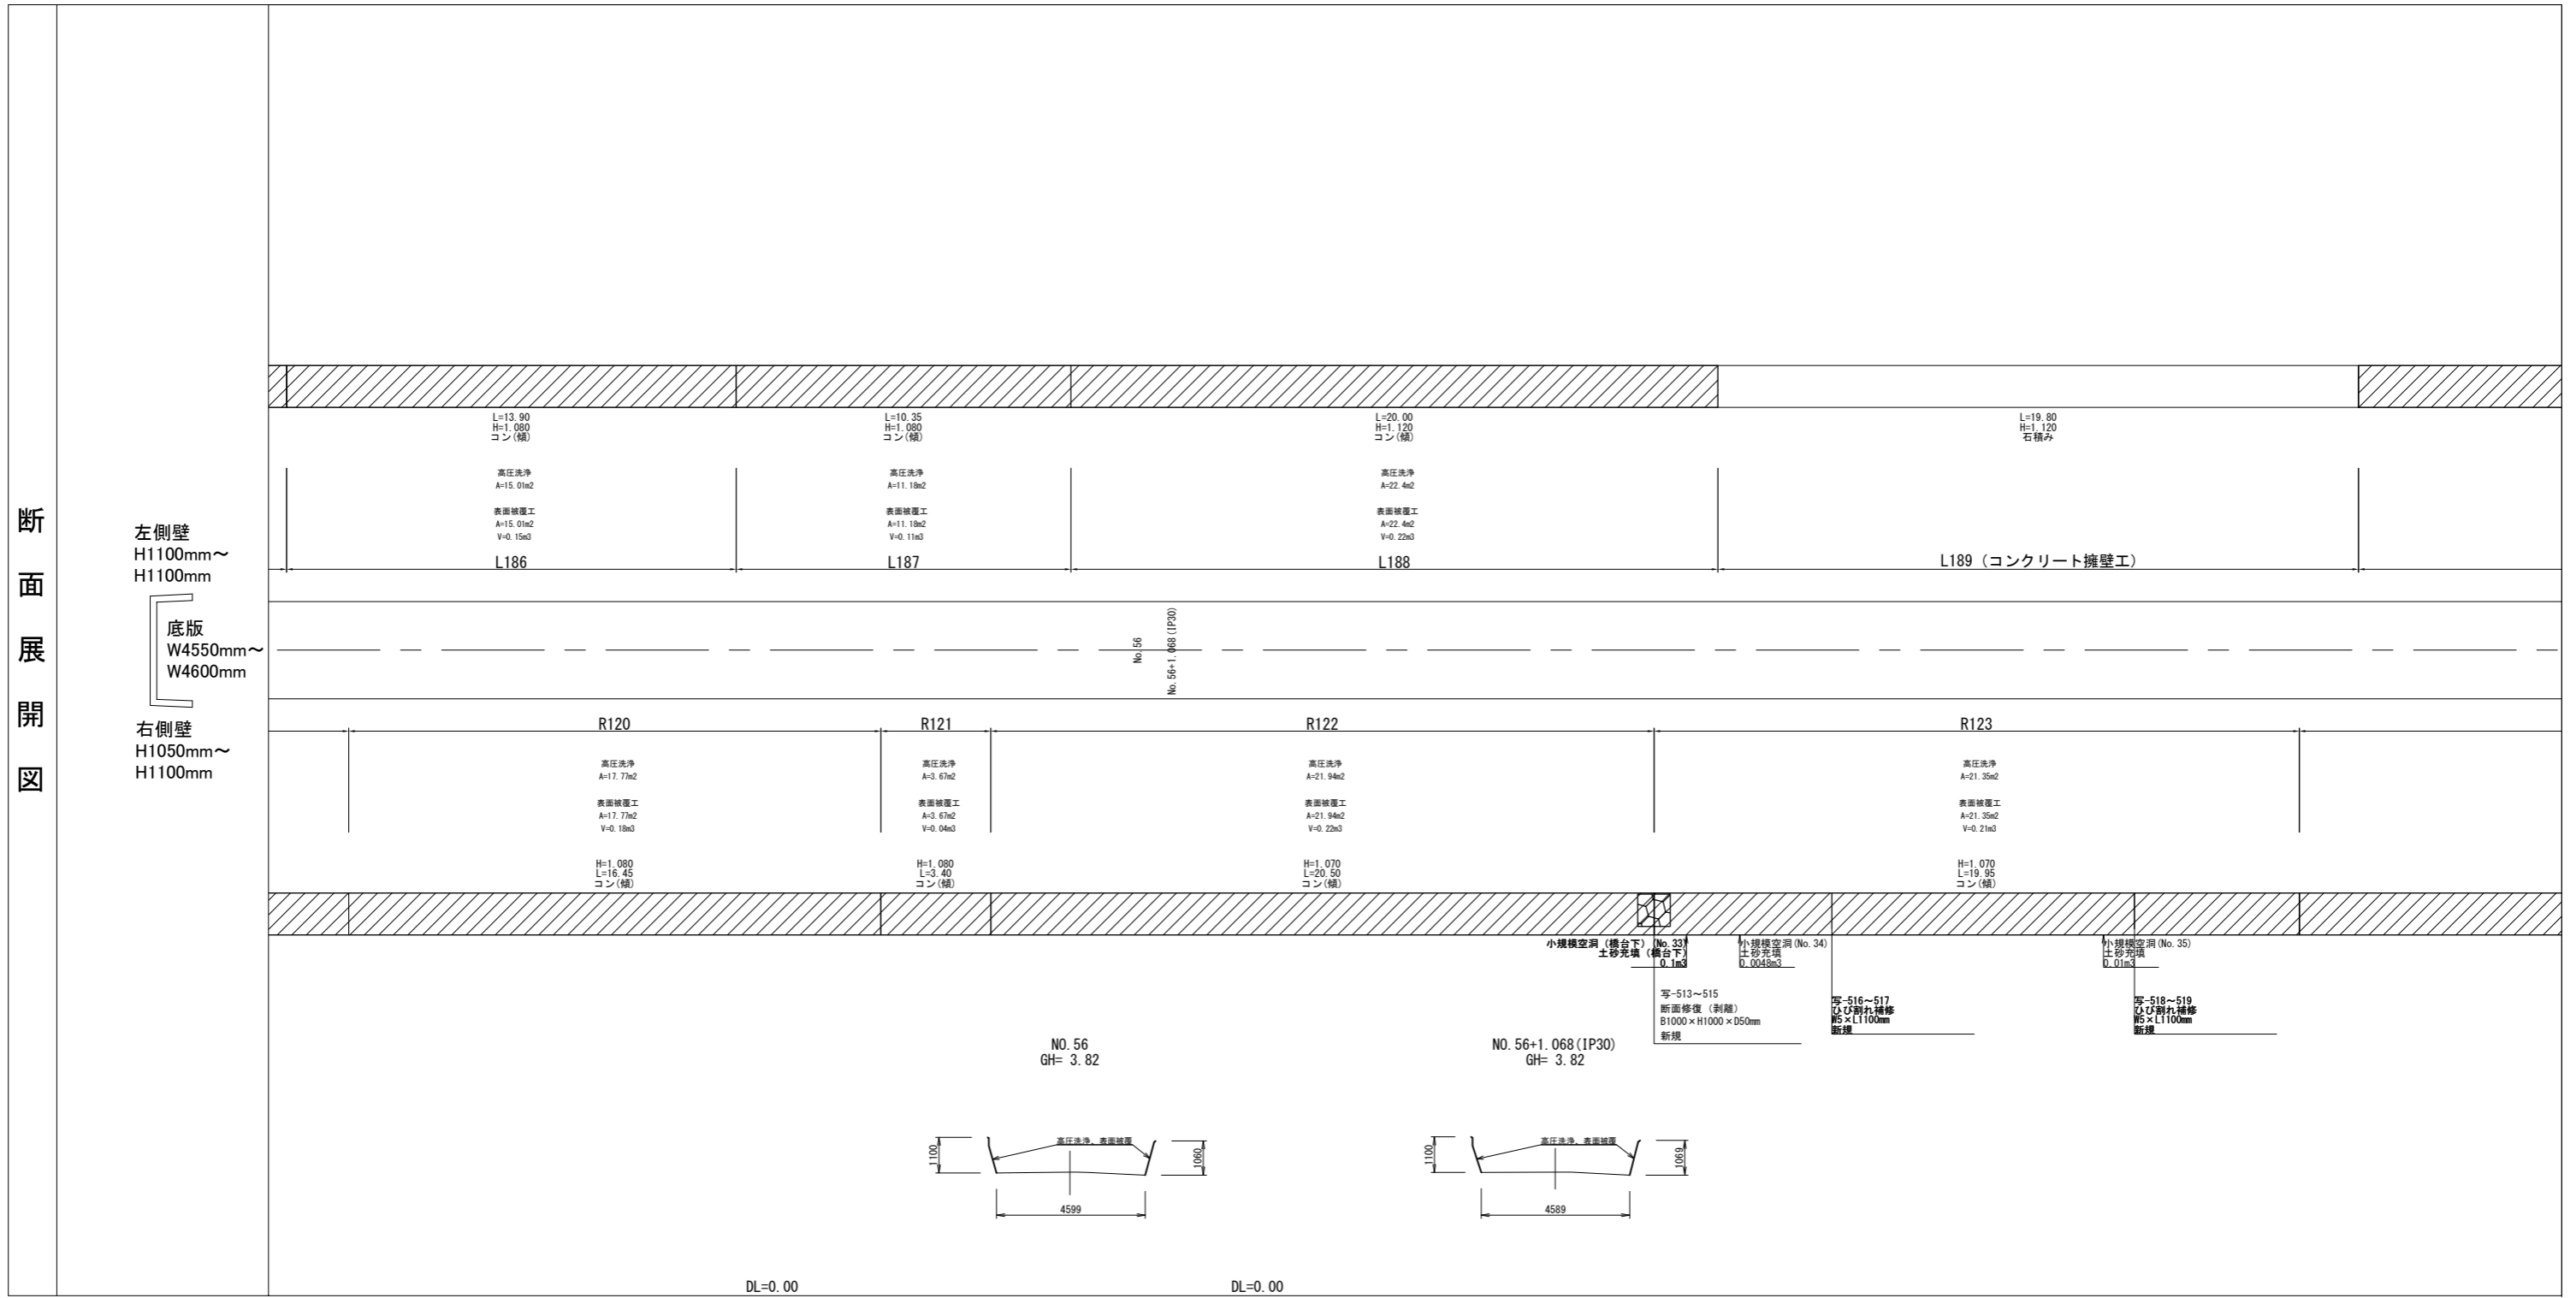 断面展開図
左側壁
H1100mm～
H1100mm
底版
W4550mm～
W4600mm
右側壁
H1050mm～
H1100mm
L=13.90
H=1.080
コン(傾)
高圧洗浄
A=15.01m2
表面被覆工
A=15.01m2
V=0.15m3
L186
L=10.35
H=1.080
コン(傾)
高圧洗浄
A=11.18m2
表面被覆工
A=11.18m2
V=0.11m3
L187
L=20.00
H=1.120
コン(傾)
高圧洗浄
A=22.4m2
表面被覆工
A=22.4m2
V=0.22m3
L188
L=19.80
H=1.120
石積み
L189（コンクリート擁壁工）
No.56
No.56+1.068(IP30)
R120
高圧洗浄
A=17.77m2
表面被覆工
A=17.77m2
V=0.18m3
H=1.080
L=16.45
コン(傾)
R121
高圧洗浄
A=3.67m2
表面被覆工
A=3.67m2
V=0.04m3
H=1.080
L=3.40
コン(傾)
R122
高圧洗浄
A=21.94m2
表面被覆工
A=21.94m2
V=0.22m3
H=1.070
L=20.50
コン(傾)
R123
高圧洗浄
A=21.35m2
表面被覆工
A=21.35m2
V=0.21m3
H=1.070
L=19.95
コン(傾)
小規模空洞（橋台下）(No.33)
土砂充填（橋台下）
0.1m3
小規模空洞(No.34)
土砂充填
0.0048m3
小規模空洞(No.35)
土砂充填
0.01m3
写-513～515
断面修復（剥離）
B1000×H1000×D50mm
新規
写-516～517
ひび割れ補修
W5×L1100mm
新規
写-518～519
ひび割れ補修
W5×L1100mm
新規
NO.56
GH= 3.82
高圧洗浄、表面被覆
1100
1060
4599
DL=0.00
NO.56+1.068(IP30)
GH= 3.82
高圧洗浄、表面被覆
1100
1069
4589
DL=0.00